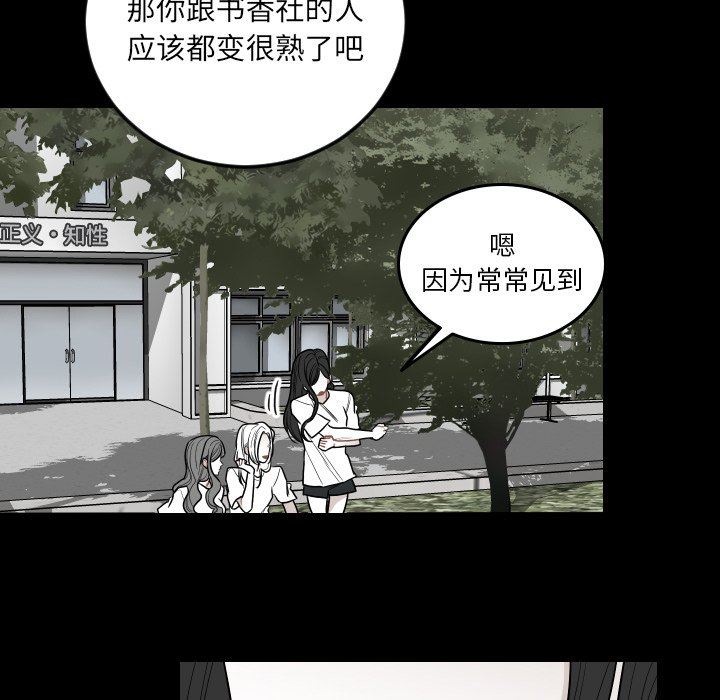 那你跟书香社的人
应该都变很熟了吧
正义·知性
嗯
因为常常见到